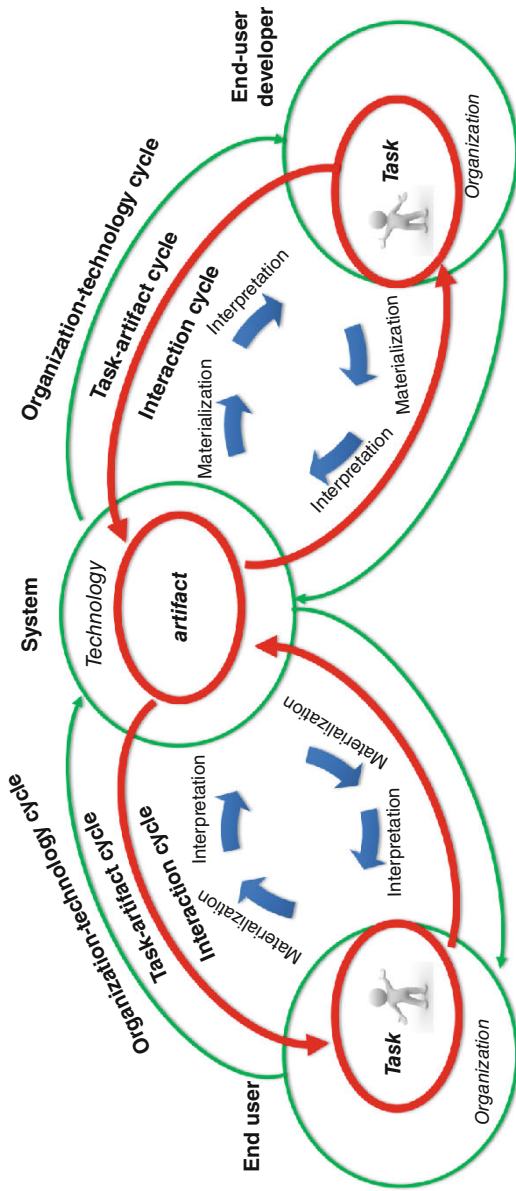 Organization-technology cycle
Task-artifact cycle
Interaction cycle
End user
Task
Organization
Materialization
Interpretation
Materialization
Interpretation
System
Technology
artifact
Organization-technology cycle
Task-artifact cycle
Interaction cycle
Materialization
Interpretation
Materialization
Interpretation
End-user
developer
Task
Organization